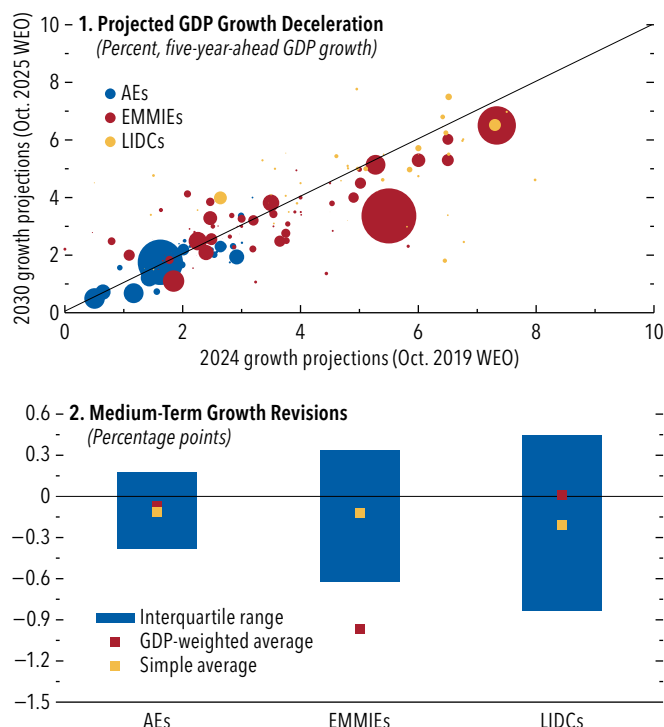 1. Projected GDP Growth Deceleration
(Percent, five-year-ahead GDP growth)
AEs
EMMIEs
LIDCs
2030 growth projections (Oct. 2025 WEO)
10
8
6
4
2
0
0 2 4 6 8 10
2024 growth projections (Oct. 2019 WEO)
2. Medium-Term Growth Revisions
(Percentage points)
0.6
0.3
0
−0.3
−0.6
−0.9
−1.2
−1.5
Interquartile range
GDP-weighted average
Simple average
AEs EMMIEs LIDCs